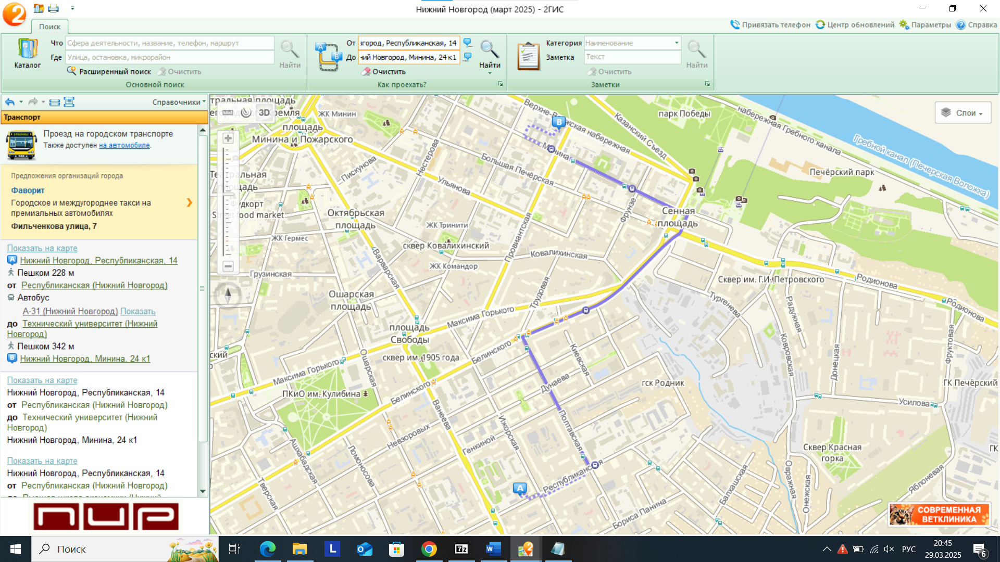 Нижний Новгород (март 2025) - 2ГИС
Поиск
Привязать телефон
Центр обновлений
Параметры
Справка
Каталог
Что
Сфера деятельности, название, телефон, маршрут
Где
Улица, остановка, микрорайон
Расширенный поиск
Очистить
Найти
Основной поиск
От
згород, Республиканская, 14
До
ний Новгород, Минина, 24 к1
Очистить
Найти
Как проехать?
Категория
Наименование
Заметка
Текст
Очистить
Найти
Заметки
Справочники
Транспорт
Проезд на городском транспорте
Также доступен на автомобиле.
Предложения организаций города
Фаворит
Городское и междугороднее такси на
премиальных автомобилях
Фильченкова улица, 7
Показать на карте
A Нижний Новгород, Республиканская, 14
Пешком 228 м
от Республиканская (Нижний Новгород)
Автобус
А-31 (Нижний Новгород) Показать
до Технический университет (Нижний
Новгород)
Пешком 342 м
B Нижний Новгород, Минина, 24 к1
Показать на карте
Нижний Новгород, Республиканская, 14
от Республиканская (Нижний Новгород)
до Технический университет (Нижний
Новгород)
Нижний Новгород, Минина, 24 к1
Показать на карте
Нижний Новгород, Республиканская, 14
от Республиканская (Нижний Новгород)
ПИР
3D
Слои
тральная площадь
ЖК Минин
площадь
Минина и Пожарского
Верхне-Волжская набережная
Казанский Съезд
парк Победы
набережная Гребного канала
Гребной канал (Печерская Воложка)
Печёрский парк
B
Минина
Нестерова
Пискунова
Большая Печёрская
Ульянова
Фрунзе
Сенная
площадь
Street food market
Октябрьская
площадь
ЖК Тринити
ЖК Гермес
сквер Ковалихинский
Провиантская
Ковалихинская
ЖК Командор
Варварская
Грузинская
Ошарская
площадь
Трудовая
Сквер им. Г.И. Петровского
Родионова
Родионова
Тургенева
Радужная
Максима Горького
площадь
Свободы
сквер им. 1905 года
Белинского
Киевская
Ковровская
Донецкая
Фруктовая
ский
Ошарская
Максима Горького
ПКиО им. Кулибина
Белинского
Дунаева
гск Родник
ГК Печёрский
Усилова
Ванеева
Полтавская
Ижорская
Невзоровых
Генкиной
Ашхабадская
Ломоносова
Тверская
Республиканская
A
Бориса Панина
Балхашская
Овражная
Онежская
Яблоневая
Сквер Красная
горка
ГК
СОВРЕМЕННАЯ
ВЕТКЛИНИКА
Поиск
L
7z
РУС
20:45
29.03.2025
6